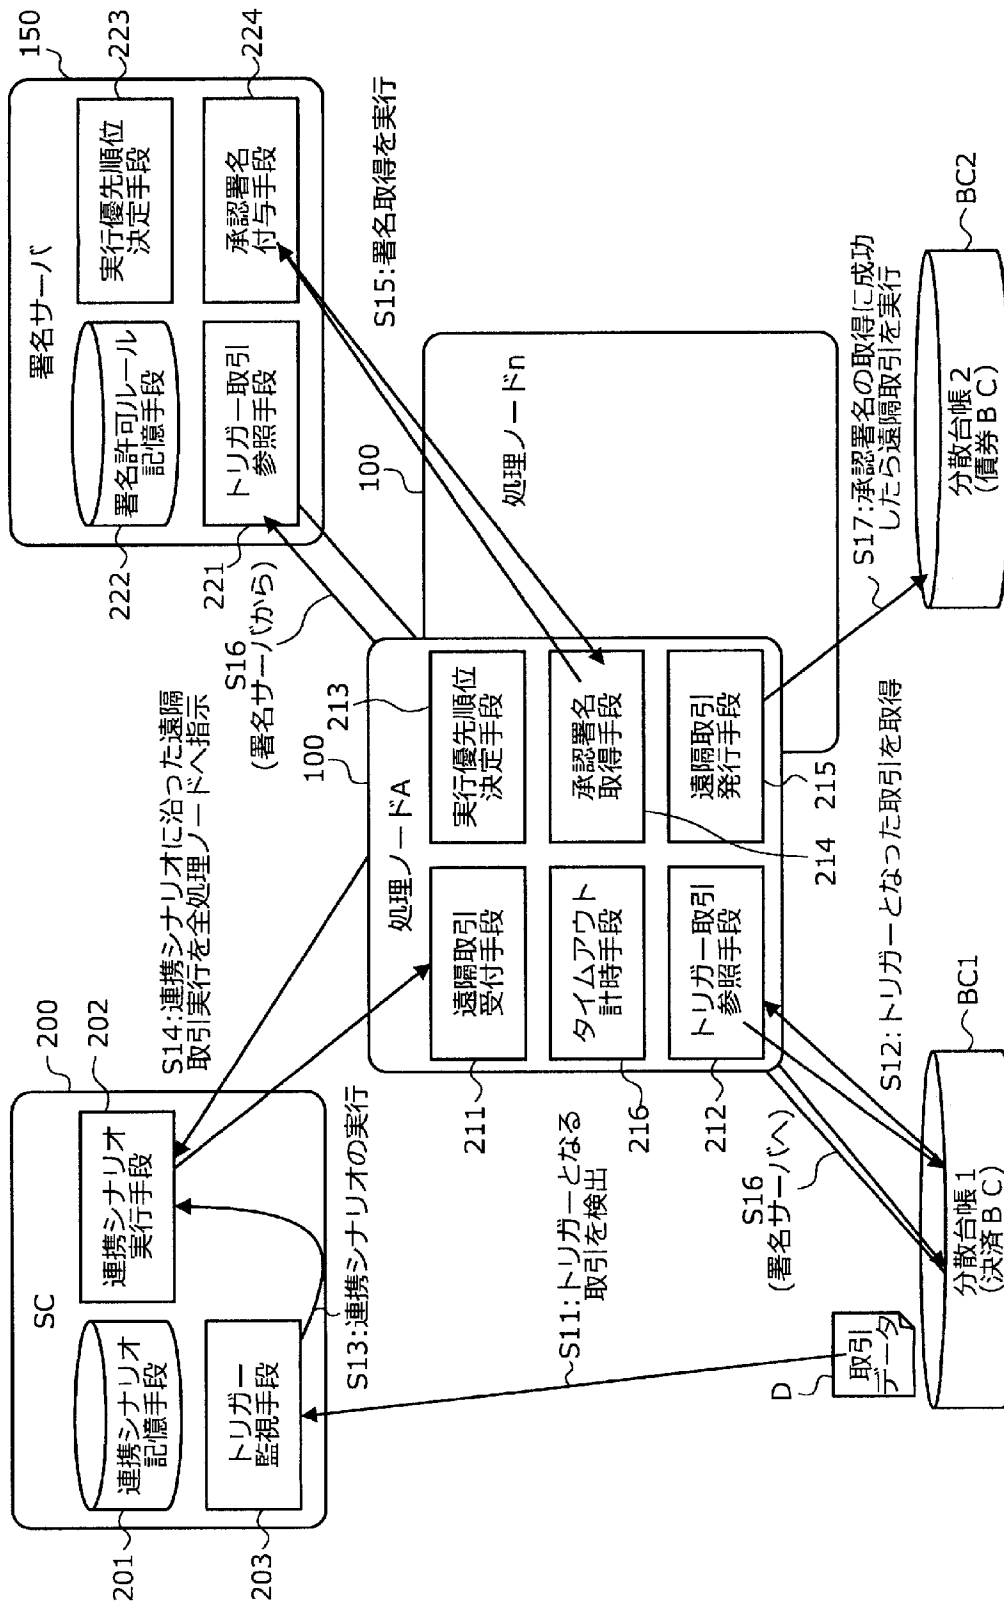 SC
200
連携シナリオ
記憶手段
201
連携シナリオ
実行手段
202
トリガー
監視手段
203
S13:連携シナリオの実行
S14:連携シナリオに沿った遠隔
取引実行を全処理ノードへ指示
署名サーバ
150
署名許可ルール
記憶手段
222
実行優先順位
決定手段
223
トリガー取引
参照手段
221
承認署名
付与手段
224
S16
(署名サーバから)
S15:署名取得を実行
処理ノードA
100
遠隔取引
受付手段
211
実行優先順位
決定手段
213
タイムアウト
計時手段
216
承認署名
取得手段
214
トリガー取引
参照手段
212
遠隔取引
発行手段
215
処理ノードn
100
S11:トリガーとなる
取引を検出
S16
(署名サーバへ)
S12:トリガーとなった取引を取得
S17:承認署名の取得に成功
したら遠隔取引を実行
D
取引
データ
分散台帳1
(決済BC)
BC1
分散台帳2
(債券BC)
BC2